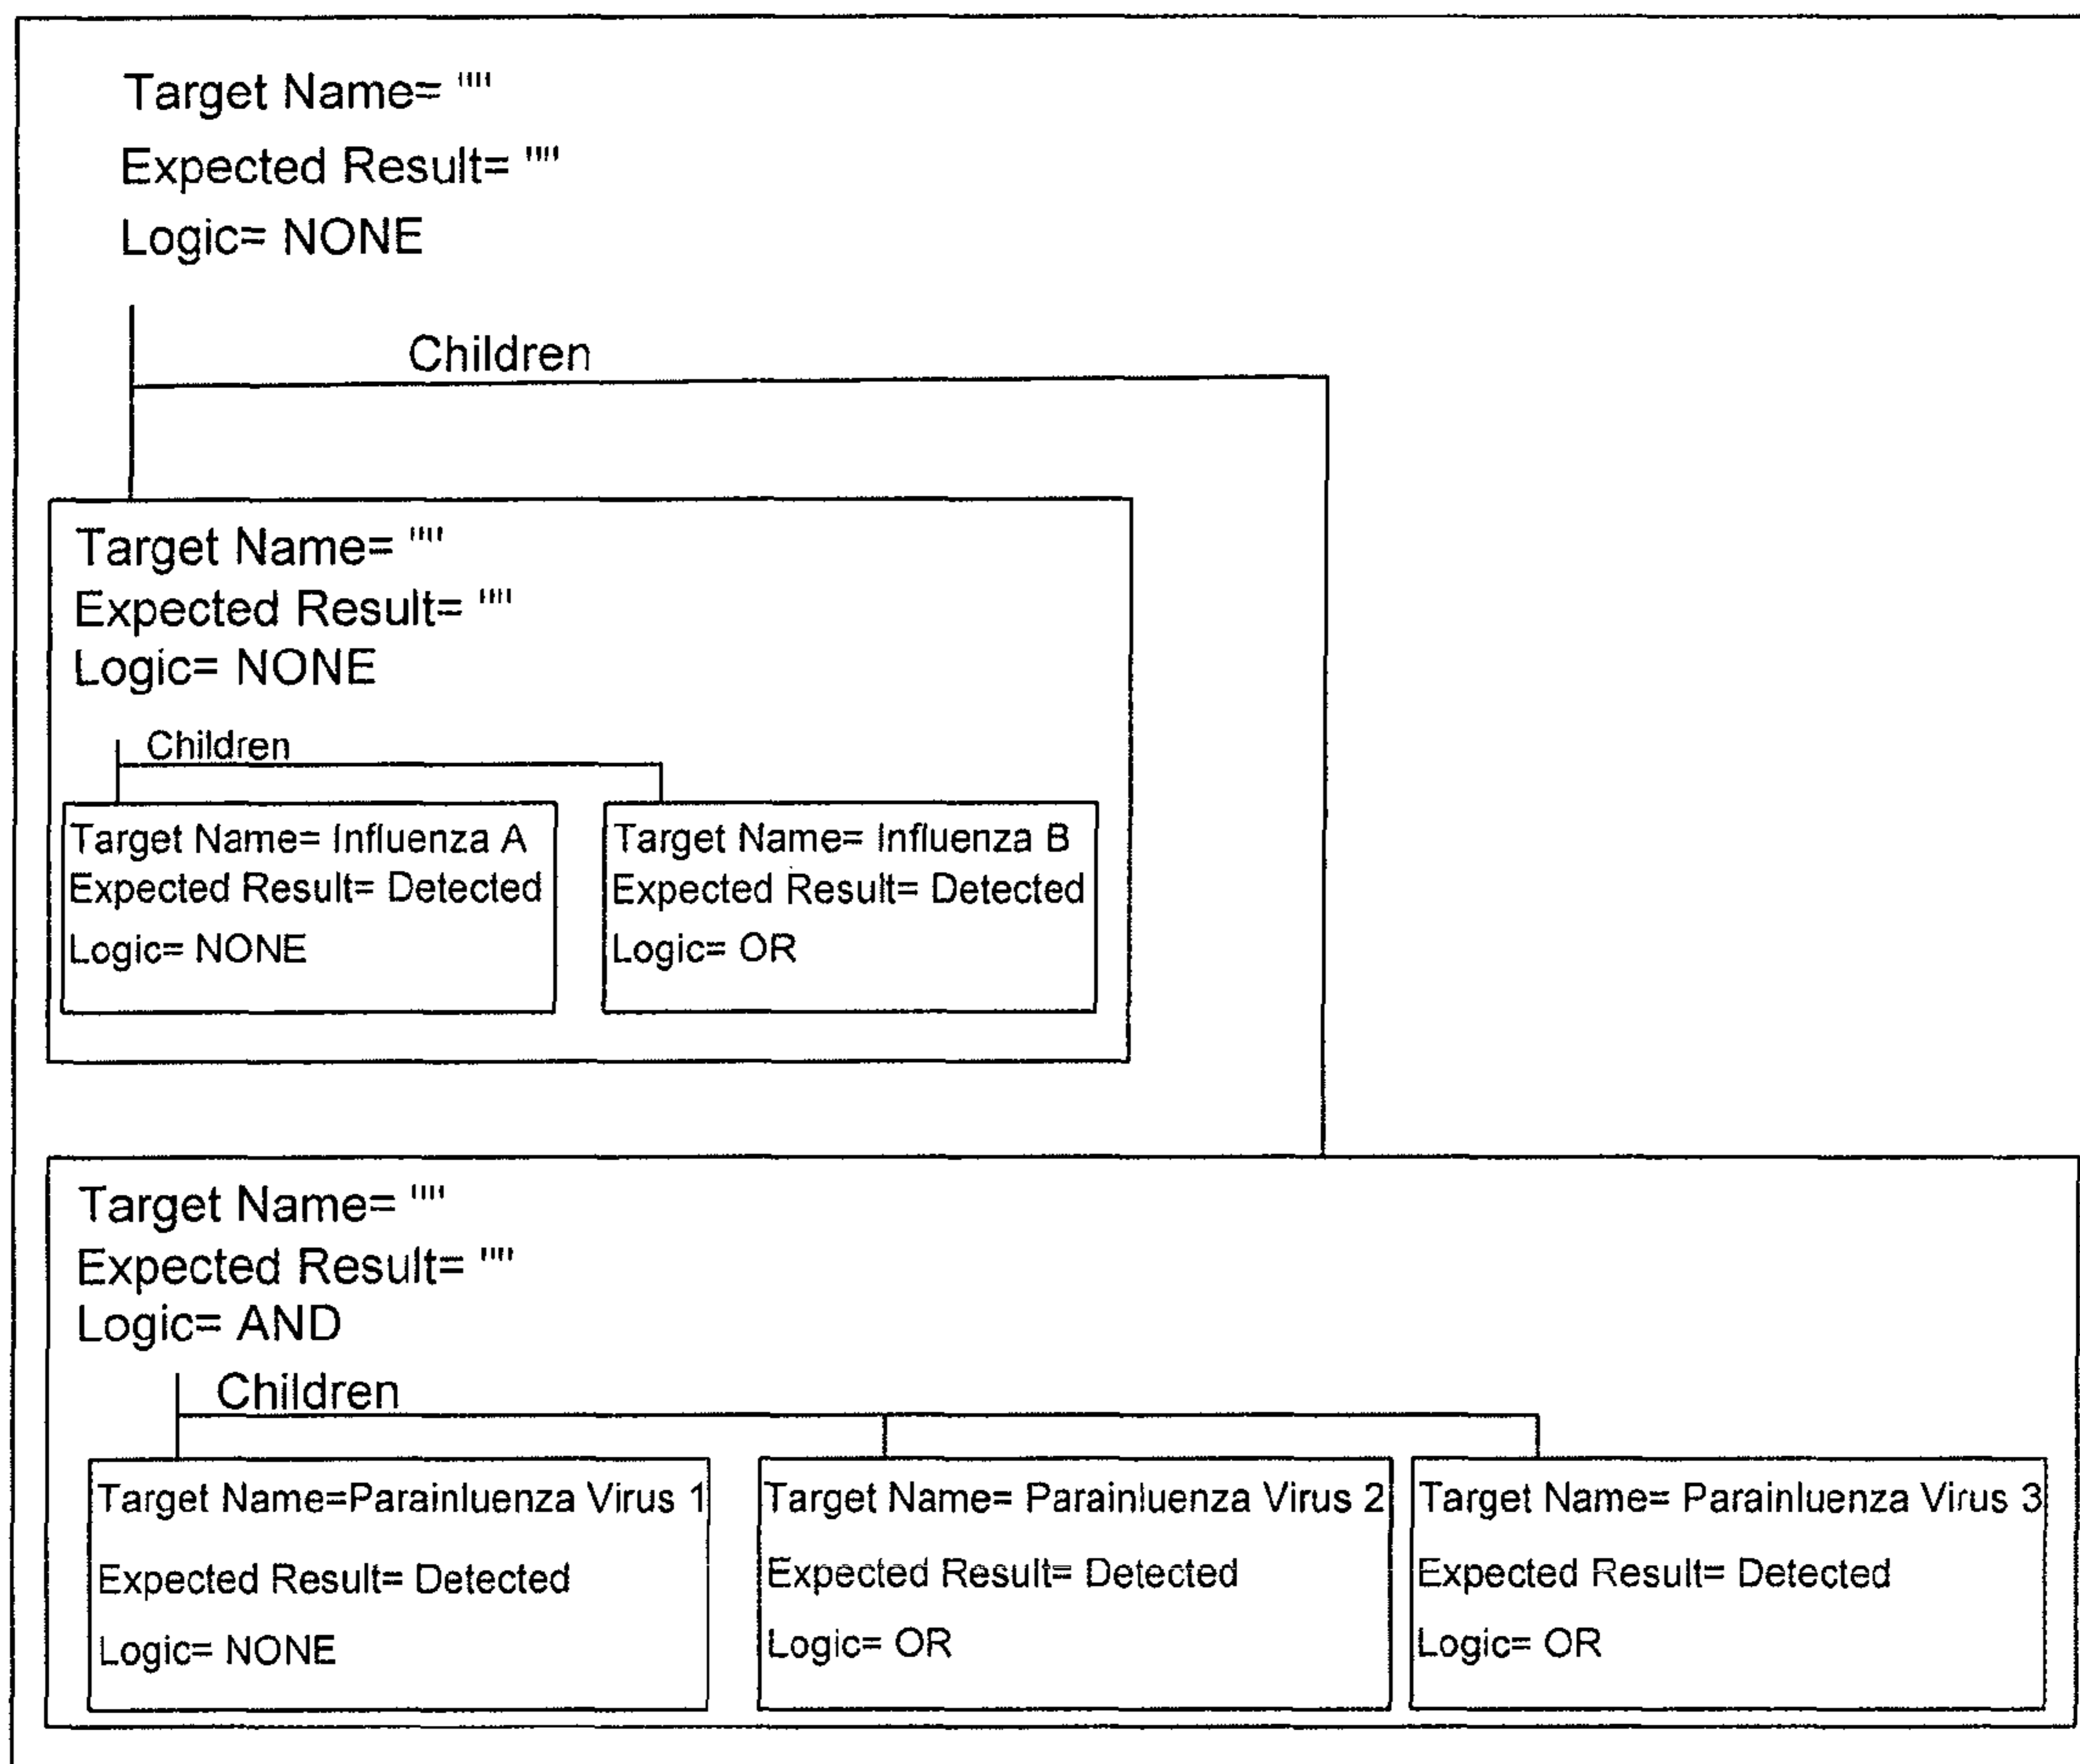 Target Name= ""
Expected Result= ""
Logic= NONE
Children
Target Name= ""
Expected Result= ""
Logic= NONE
Children
Target Name= Influenza A
Expected Result= Detected
Logic= NONE
Target Name= Influenza B
Expected Result= Detected
Logic= OR
Target Name= ""
Expected Result= ""
Logic= AND
Children
Target Name=Parainluenza Virus 1
Expected Result= Detected
Logic= NONE
Target Name= Parainluenza Virus 2
Expected Result= Detected
Logic= OR
Target Name= Parainluenza Virus 3
Expected Result= Detected
Logic= OR